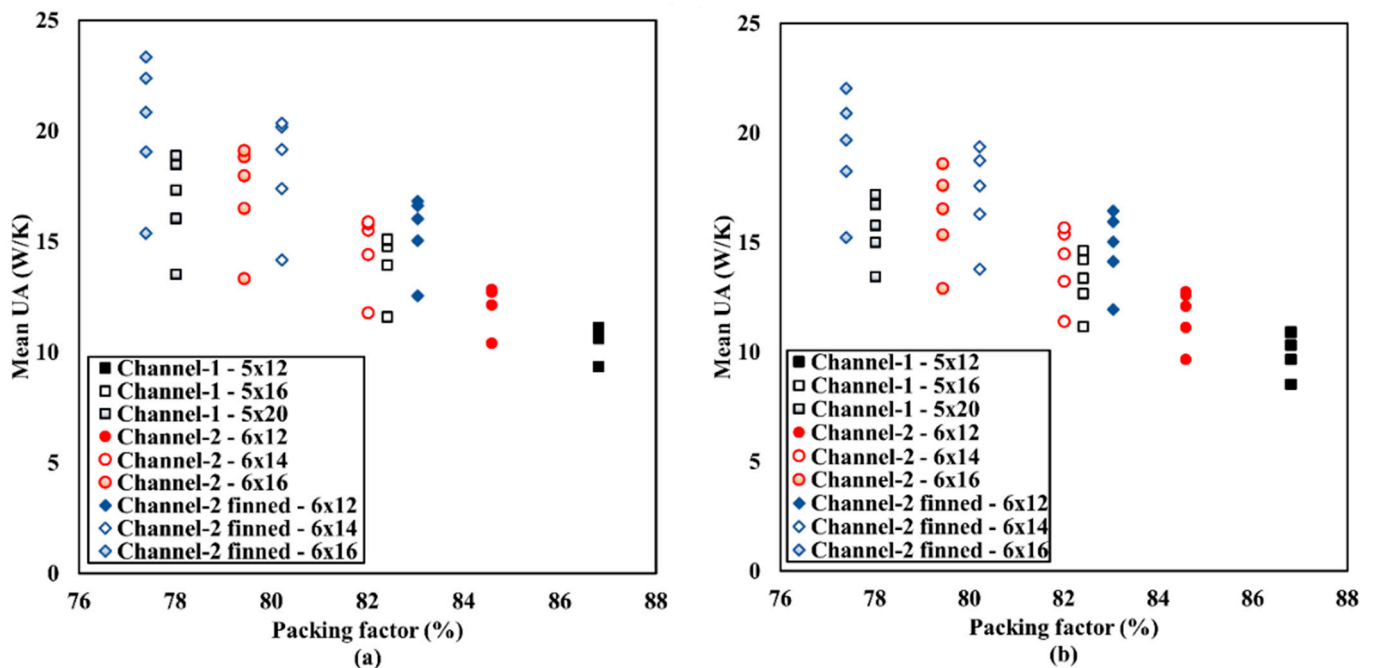 25
20
15
10
5
0
Mean UA (W/K)
Channel-1 - 5x12
Channel-1 - 5x16
Channel-1 - 5x20
Channel-2 - 6x12
Channel-2 - 6x14
Channel-2 - 6x16
Channel-2 finned - 6x12
Channel-2 finned - 6x14
Channel-2 finned - 6x16
76 78 80 82 84 86 88
Packing factor (%)
(a)
25
20
15
10
5
0
Mean UA (W/K)
Channel-1 - 5x12
Channel-1 - 5x16
Channel-1 - 5x20
Channel-2 - 6x12
Channel-2 - 6x14
Channel-2 - 6x16
Channel-2 finned - 6x12
Channel-2 finned - 6x14
Channel-2 finned - 6x16
76 78 80 82 84 86 88
Packing factor (%)
(b)